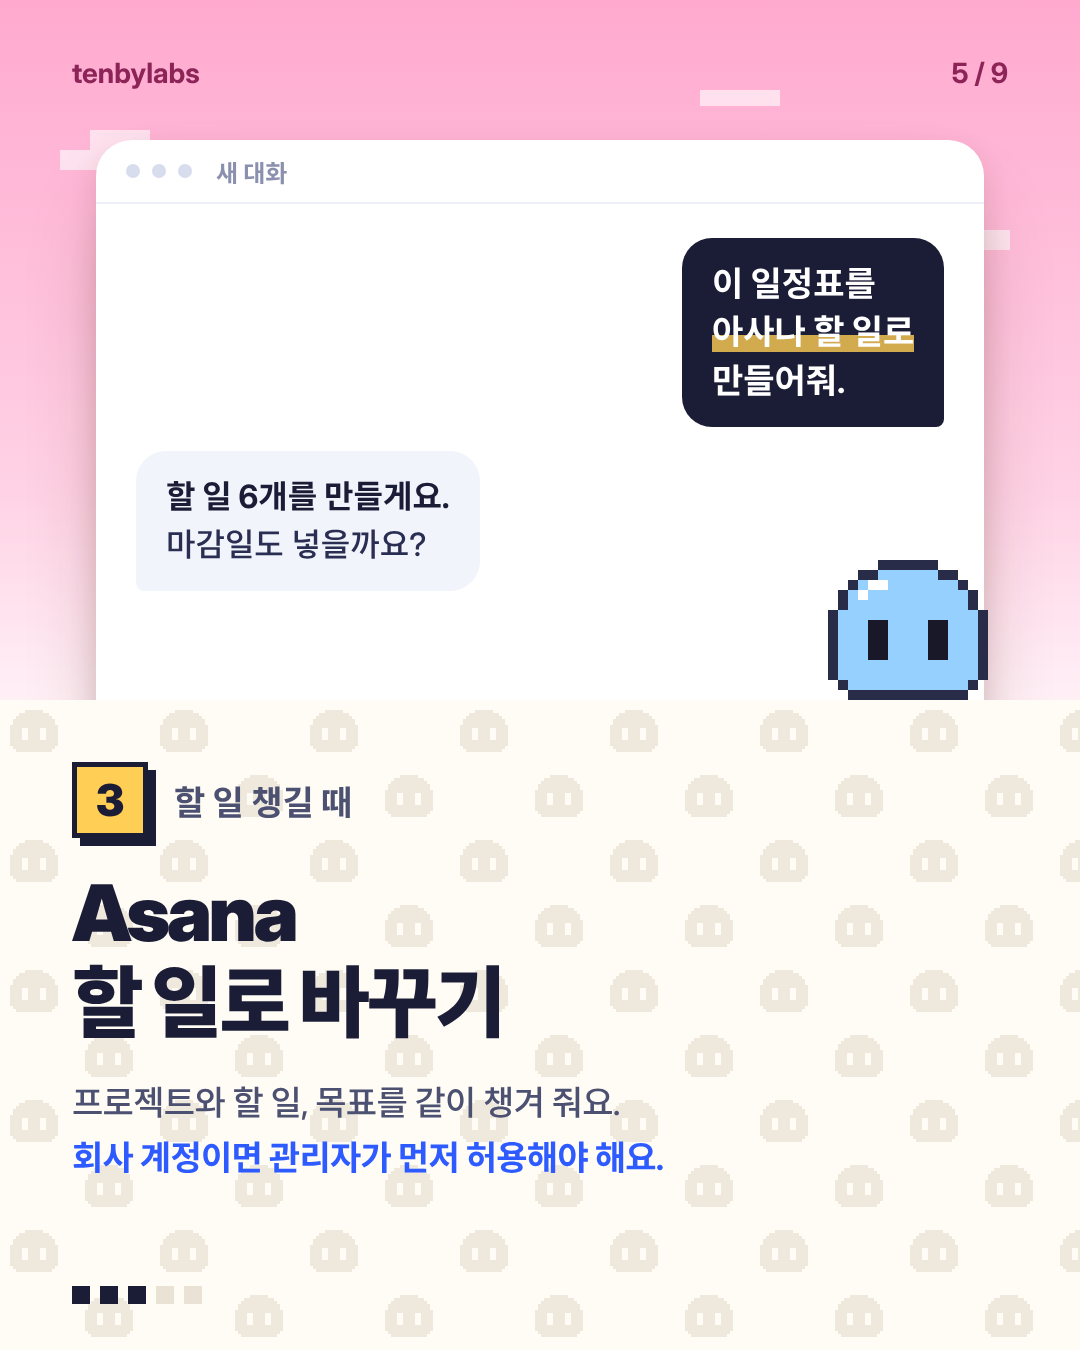 tenbylabs
5 / 9
새 대화
이 일정표를
아사나 할 일로
만들어줘.
할 일 6개를 만들게요.
마감일도 넣을까요?
3
할 일 챙길 때
Asana
할 일로 바꾸기
프로젝트와 할 일, 목표를 같이 챙겨 줘요.
회사 계정이면 관리자가 먼저 허용해야 해요.